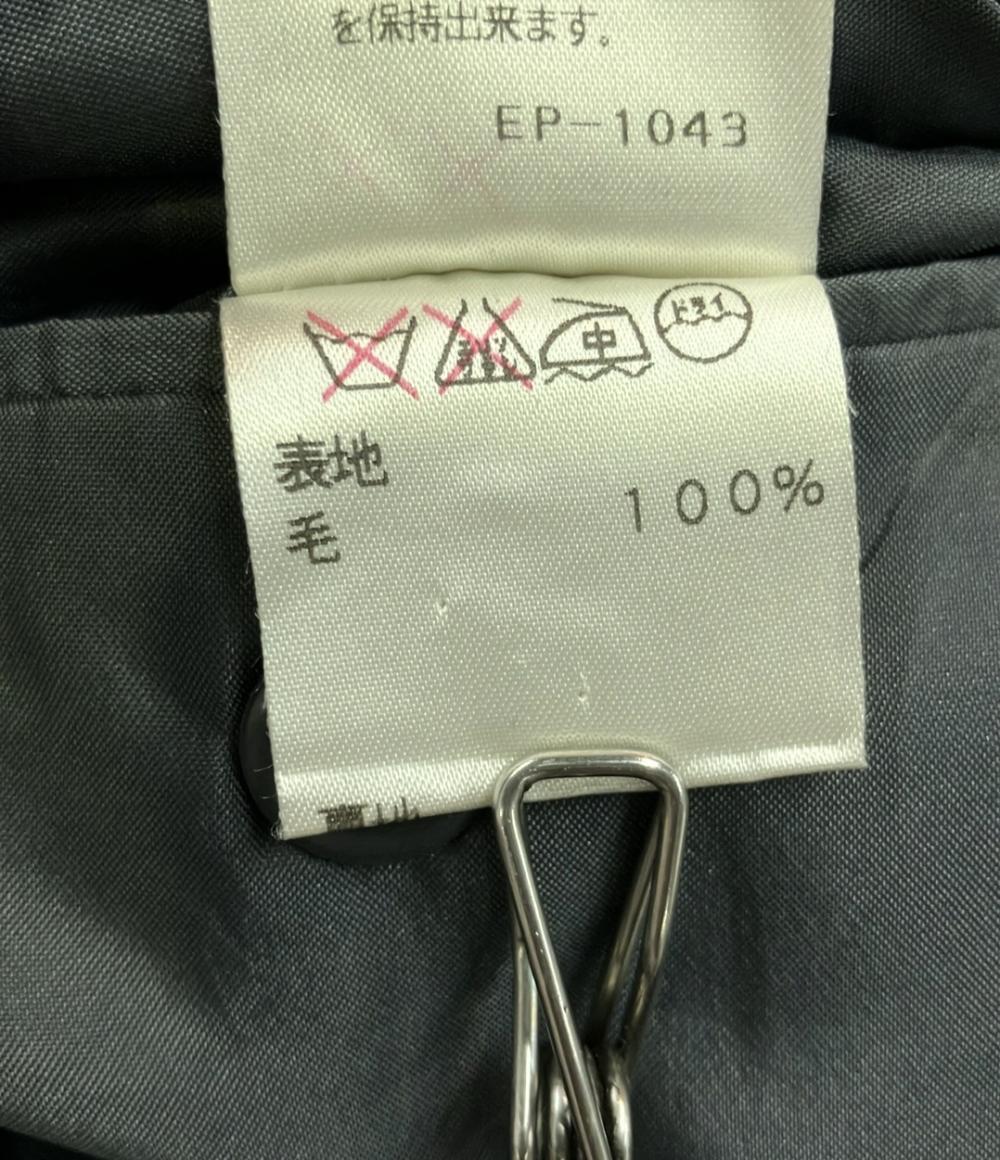 を保持出来ます。
EP-1043
中 ドライ
表地
毛 100%